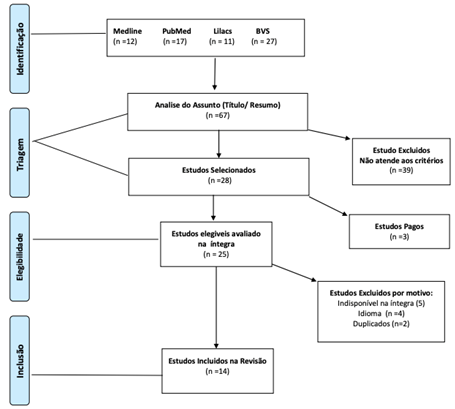 Identificação
Medline PubMed Lilacs BVS
(n =12) (n =17) (n = 11) (n = 27)
Triagem
Analise do Assunto (Título/ Resumo)
(n =67)
Estudo Excluidos
Não atende aos critérios
(n =39)
Estudos Selecionados
(n =28)
Estudos Pagos
(n =3)
Elegibilidade
Estudos elegiveis avaliado
na íntegra
(n = 25)
Estudos Excluidos por motivo:
Indisponível na íntegra (5)
Idioma (n =4)
Duplicados (n=2)
Inclusão
Estudos Incluidos na Revisão
(n =14)